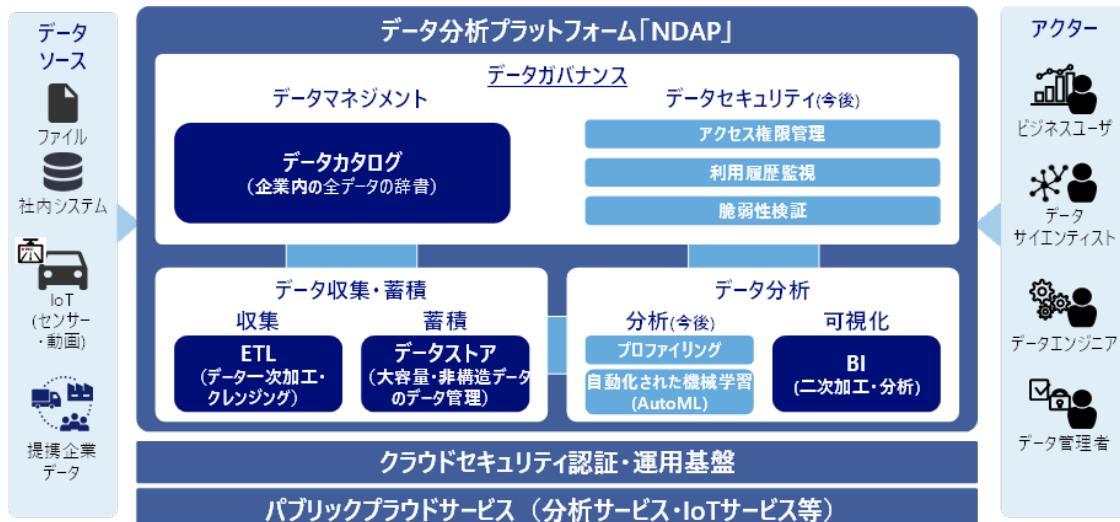 データ
ソース
ファイル
社内システム
IoT
(センサー
・動画)
提携企業
データ
データ分析プラットフォーム「NDAP」
データガバナンス
データマネジメント
データカタログ
(企業内の全データの辞書)
データセキュリティ(今後)
アクセス権限管理
利用履歴監視
脆弱性検証
データ収集・蓄積
収集
ETL
(データ一次加工・
クレンジング)
蓄積
データストア
(大容量・非構造データ
のデータ管理)
データ分析
分析(今後)
プロファイリング
自動化された機械学習
(AutoML)
可視化
BI
(二次加工・分析)
クラウドセキュリティ認証・運用基盤
パブリックプラウドサービス (分析サービス・IoTサービス等)
アクター
ビジネスユーザ
データ
サイエンティスト
データエンジニア
データ管理者